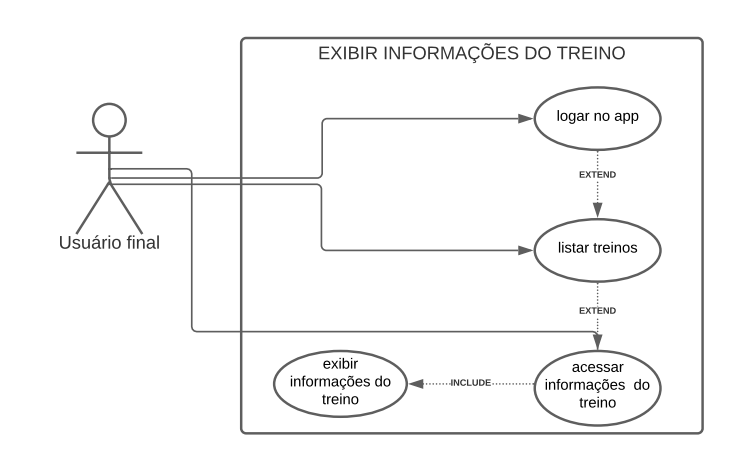 EXIBIR INFORMAÇÕES DO TREINO
logar no app
EXTEND
Usuário final
listar treinos
EXTEND
exibir
informações do
treino
INCLUDE
acessar
informações do
treino